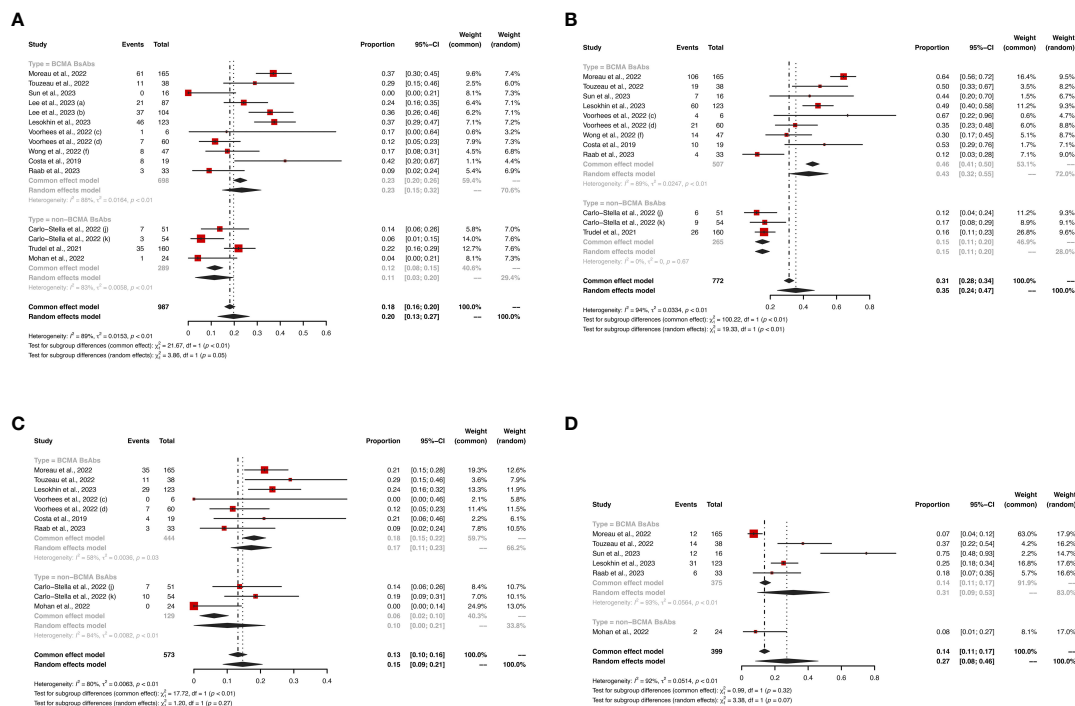 A
Weight Weight
Study Events Total Proportion 95%-CI (common) (random)
Type = BCMA BsAbs
Moreau et al., 2022 61 165 0.37 [0.30; 0.45] 9.6% 7.4%
Touzeau et al., 2022 11 38 0.29 [0.15; 0.46] 2.5% 6.0%
Sun et al., 2023 0 16 0.00 [0.00; 0.21] 8.1% 7.3%
Lee et al., 2023 (a) 21 87 0.24 [0.16; 0.35] 6.4% 7.1%
Lee et al., 2023 (b) 37 104 0.36 [0.26; 0.46] 6.2% 7.1%
Lesokhin et al., 2023 46 123 0.37 [0.29; 0.47] 7.1% 7.2%
Voorhees et al., 2022 (c) 1 6 0.17 [0.00; 0.64] 0.6% 3.2%
Voorhees et al., 2022 (d) 7 60 0.12 [0.05; 0.23] 7.9% 7.3%
Wong et al., 2022 (f) 8 47 0.17 [0.08; 0.31] 4.5% 6.8%
Costa et al., 2019 8 19 0.42 [0.20; 0.67] 1.1% 4.4%
Raab et al., 2023 3 33 0.09 [0.02; 0.24] 5.4% 6.9%
Common effect model 698 0.23 [0.20; 0.26] 59.4% ––
Random effects model 0.23 [0.15; 0.32] –– 70.6%
Heterogeneity: I² = 88%, τ² = 0.0164, p < 0.01
Type = non−BCMA BsAbs
Carlo−Stella et al., 2022 (j) 7 51 0.14 [0.06; 0.26] 5.8% 7.0%
Carlo−Stella et al., 2022 (k) 3 54 0.06 [0.01; 0.15] 14.0% 7.6%
Trudel et al., 2021 35 160 0.22 [0.16; 0.29] 12.7% 7.6%
Mohan et al., 2022 1 24 0.04 [0.00; 0.21] 8.1% 7.3%
Common effect model 289 0.12 [0.08; 0.15] 40.6% ––
Random effects model 0.11 [0.03; 0.20] –– 29.4%
Heterogeneity: I² = 83%, τ² = 0.0058, p < 0.01
Common effect model 987 0.18 [0.16; 0.20] 100.0% ––
Random effects model 0.20 [0.13; 0.27] –– 100.0%
0 0.1 0.2 0.3 0.4 0.5 0.6
Heterogeneity: I² = 89%, τ² = 0.0153, p < 0.01
Test for subgroup differences (common effect): χ₁² = 21.67, df = 1 (p < 0.01)
Test for subgroup differences (random effects): χ₁² = 3.86, df = 1 (p = 0.05)
B
Weight Weight
Study Events Total Proportion 95%−CI (common) (random)
Type = BCMA BsAbs
Moreau et al., 2022 106 165 0.64 [0.56; 0.72] 16.4% 9.5%
Touzeau et al., 2022 19 38 0.50 [0.33; 0.67] 3.5% 8.2%
Sun et al., 2023 7 16 0.44 [0.20; 0.70] 1.5% 6.7%
Lesokhin et al., 2023 60 123 0.49 [0.40; 0.58] 11.2% 9.3%
Voorhees et al., 2022 (c) 4 6 0.67 [0.22; 0.96] 0.6% 4.7%
Voorhees et al., 2022 (d) 21 60 0.35 [0.23; 0.48] 6.0% 8.8%
Wong et al., 2022 (f) 14 47 0.30 [0.17; 0.45] 5.1% 8.7%
Costa et al., 2019 10 19 0.53 [0.29; 0.76] 1.7% 7.1%
Raab et al., 2023 4 33 0.12 [0.03; 0.28] 7.1% 9.0%
Common effect model 507 0.46 [0.41; 0.50] 53.1% ––
Random effects model 0.43 [0.32; 0.55] –– 72.0%
Heterogeneity: I² = 89%, τ² = 0.0247, p < 0.01
Type = non−BCMA BsAbs
Carlo−Stella et al., 2022 (j) 6 51 0.12 [0.04; 0.24] 11.2% 9.3%
Carlo−Stella et al., 2022 (k) 9 54 0.17 [0.08; 0.29] 8.9% 9.1%
Trudel et al., 2021 26 160 0.16 [0.11; 0.23] 26.8% 9.6%
Common effect model 265 0.15 [0.11; 0.20] 46.9% ––
Random effects model 0.15 [0.11; 0.20] –– 28.0%
Heterogeneity: I² = 0%, τ² = 0, p = 0.67
Common effect model 772 0.31 [0.28; 0.34] 100.0% ––
Random effects model 0.35 [0.24; 0.47] –– 100.0%
0.2 0.4 0.6 0.8
Heterogeneity: I² = 94%, τ² = 0.0334, p < 0.01
Test for subgroup differences (common effect): χ₁² = 100.22, df = 1 (p < 0.01)
Test for subgroup differences (random effects): χ₁² = 19.33, df = 1 (p < 0.01)
C
Weight Weight
Study Events Total Proportion 95%−CI (common) (random)
Type = BCMA BsAbs
Moreau et al., 2022 35 165 0.21 [0.15; 0.28] 19.3% 12.6%
Touzeau et al., 2022 11 38 0.29 [0.15; 0.46] 3.6% 7.9%
Lesokhin et al., 2023 29 123 0.24 [0.16; 0.32] 13.3% 11.9%
Voorhees et al., 2022 (c) 0 6 0.00 [0.00; 0.46] 2.1% 5.8%
Voorhees et al., 2022 (d) 7 60 0.12 [0.05; 0.23] 11.4% 11.5%
Costa et al., 2019 4 19 0.21 [0.06; 0.46] 2.2% 6.1%
Raab et al., 2023 3 33 0.09 [0.02; 0.24] 7.8% 10.5%
Common effect model 444 0.18 [0.15; 0.22] 59.7% ––
Random effects model 0.17 [0.11; 0.23] –– 66.2%
Heterogeneity: I² = 58%, τ² = 0.0036, p = 0.03
Type = non−BCMA BsAbs
Carlo−Stella et al., 2022 (j) 7 51 0.14 [0.06; 0.26] 8.4% 10.7%
Carlo−Stella et al., 2022 (k) 10 54 0.19 [0.09; 0.31] 7.0% 10.1%
Mohan et al., 2022 0 24 0.00 [0.00; 0.14] 24.9% 13.0%
Common effect model 129 0.06 [0.02; 0.10] 40.3% ––
Random effects model 0.10 [0.00; 0.21] –– 33.8%
Heterogeneity: I² = 84%, τ² = 0.0082, p < 0.01
Common effect model 573 0.13 [0.10; 0.16] 100.0% ––
Random effects model 0.15 [0.09; 0.21] –– 100.0%
0 0.1 0.2 0.3 0.4
Heterogeneity: I² = 80%, τ² = 0.0063, p < 0.01
Test for subgroup differences (common effect): χ₁² = 17.72, df = 1 (p < 0.01)
Test for subgroup differences (random effects): χ₁² = 1.20, df = 1 (p = 0.27)
D
Weight Weight
Study Events Total Proportion 95%−CI (common) (random)
Type = BCMA BsAbs
Moreau et al., 2022 12 165 0.07 [0.04; 0.12] 63.0% 17.9%
Touzeau et al., 2022 14 38 0.37 [0.22; 0.54] 4.2% 16.2%
Sun et al., 2023 12 16 0.75 [0.48; 0.93] 2.2% 14.7%
Lesokhin et al., 2023 31 123 0.25 [0.18; 0.34] 16.8% 17.6%
Raab et al., 2023 6 33 0.18 [0.07; 0.35] 5.7% 16.6%
Common effect model 375 0.14 [0.11; 0.17] 91.9% ––
Random effects model 0.31 [0.09; 0.53] –– 83.0%
Heterogeneity: I² = 93%, τ² = 0.0584, p < 0.01
Type = non−BCMA BsAbs
Mohan et al., 2022 2 24 0.08 [0.01; 0.27] 8.1% 17.0%
Common effect model 399 0.14 [0.11; 0.17] 100.0% ––
Random effects model 0.27 [0.08; 0.46] –– 100.0%
0.2 0.4 0.6 0.8
Heterogeneity: I² = 92%, τ² = 0.0514, p < 0.01
Test for subgroup differences (common effect): χ₁² = 0.99, df = 1 (p = 0.32)
Test for subgroup differences (random effects): χ₁² = 3.38, df = 1 (p = 0.07)